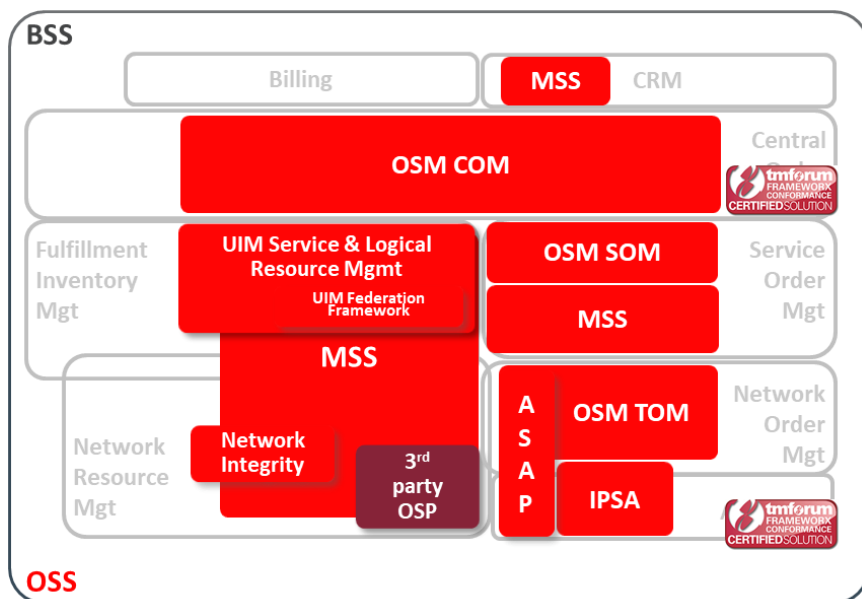 BSS
Billing
MSS
CRM
OSM COM
Central
tmforum
FRAMEWORX
CONFORMANCE
CERTIFIED SOLUTION
Fulfillment
Inventory
Mgt
UIM Service & Logical
Resource Mgmt
UIM Federation
Framework
OSM SOM
MSS
Service
Order
Mgt
MSS
Network
Resource
Mgt
Network
Integrity
3rd
party
OSP
A
S
A
P
OSM TOM
IPSA
Network
Order
Mgt
tmforum
FRAMEWORX
CONFORMANCE
CERTIFIED SOLUTION
OSS